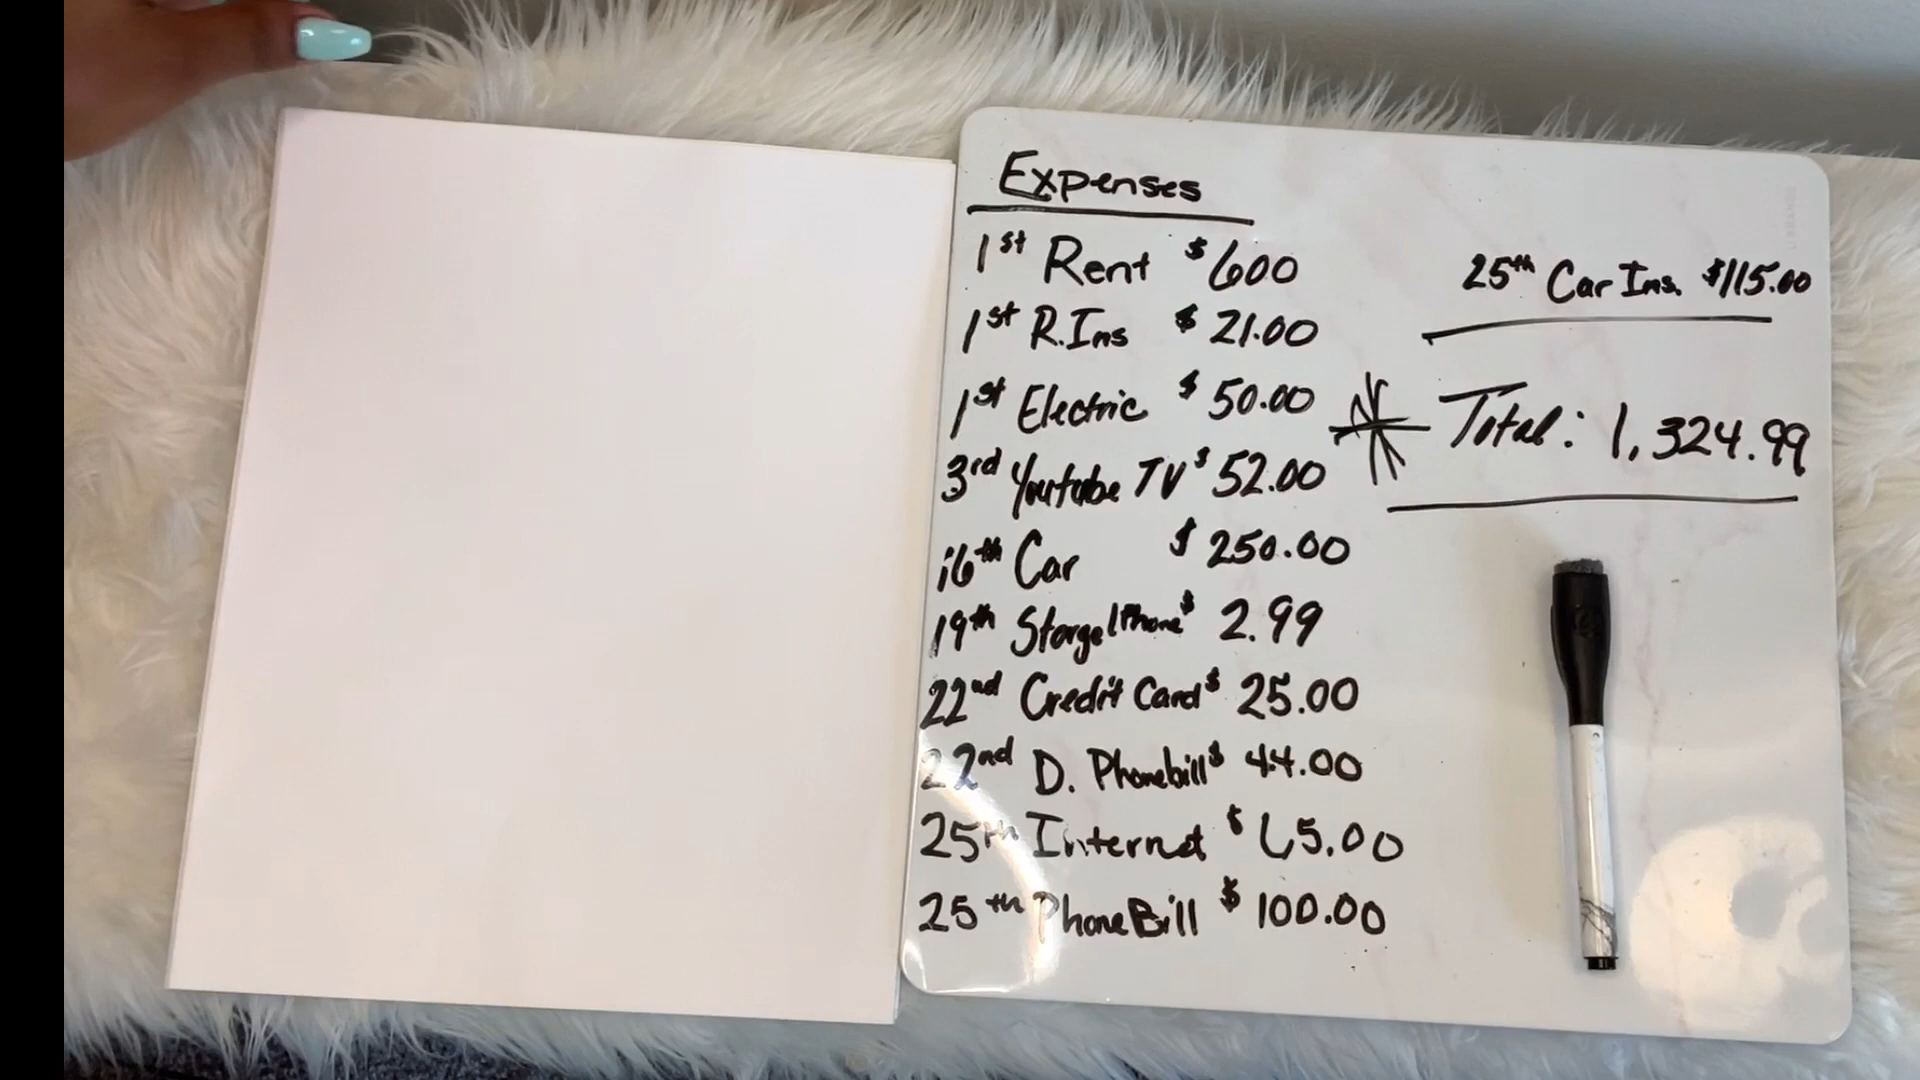 Expenses
1st Rent $600
1st R.Ins $ 21.00
1st Electric $ 50.00
3rd Youtube TV $ 52.00
16th Car $ 250.00
19th Storge iPhone $ 2.99
22nd Credit Card $ 25.00
22nd D. Phonebill $ 44.00
25th Internet $ 65.00
25th Phone Bill $ 100.00
25th Car Ins. $115.00
Total: 1,324.99